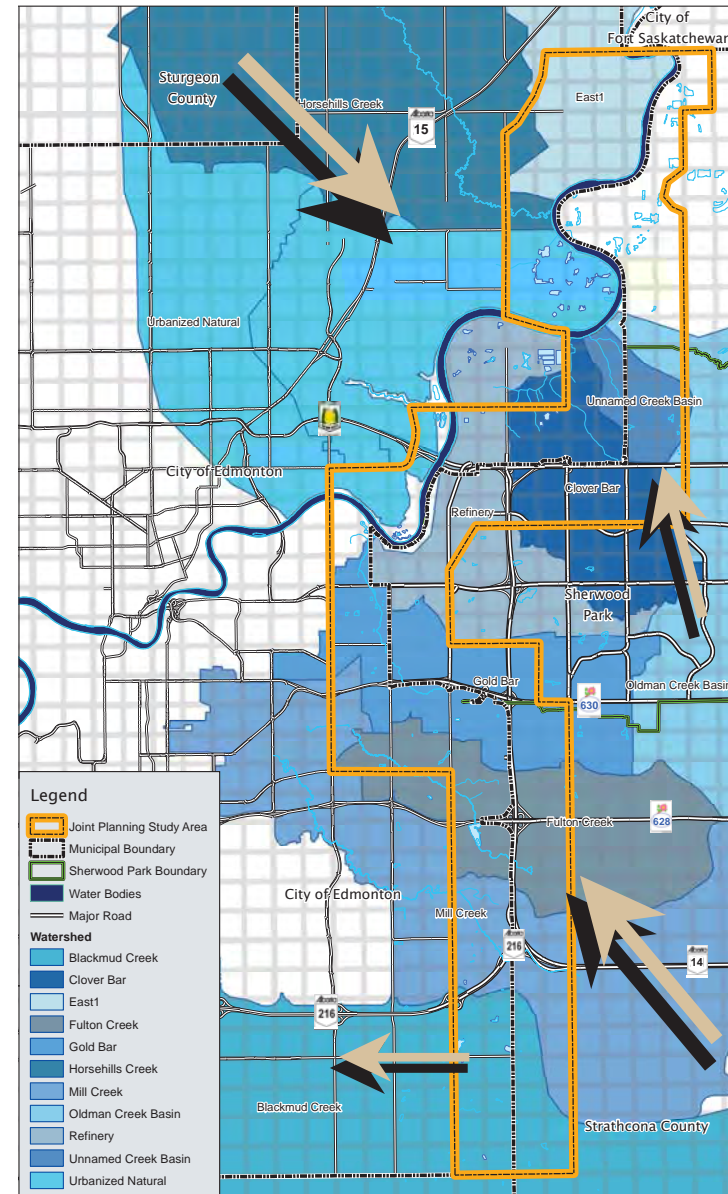 City of
Fort Saskatchewan
Sturgeon
County
East1
Horsehills Creek
Alberta
15
Urbanized Natural
Unnamed Creek Basin
City of Edmonton
Clover Bar
Refinery
Sherwood
Park
Gold Bar
Oldman Creek Basin
630
Fulton Creek
628
City of Edmonton
Mill Creek
Alberta
216
Alberta
14
Alberta
216
Blackmud Creek
Strathcona County
Legend
Joint Planning Study Area
Municipal Boundary
Sherwood Park Boundary
Water Bodies
Major Road
Watershed
Blackmud Creek
Clover Bar
East1
Fulton Creek
Gold Bar
Horsehills Creek
Mill Creek
Oldman Creek Basin
Refinery
Unnamed Creek Basin
Urbanized Natural